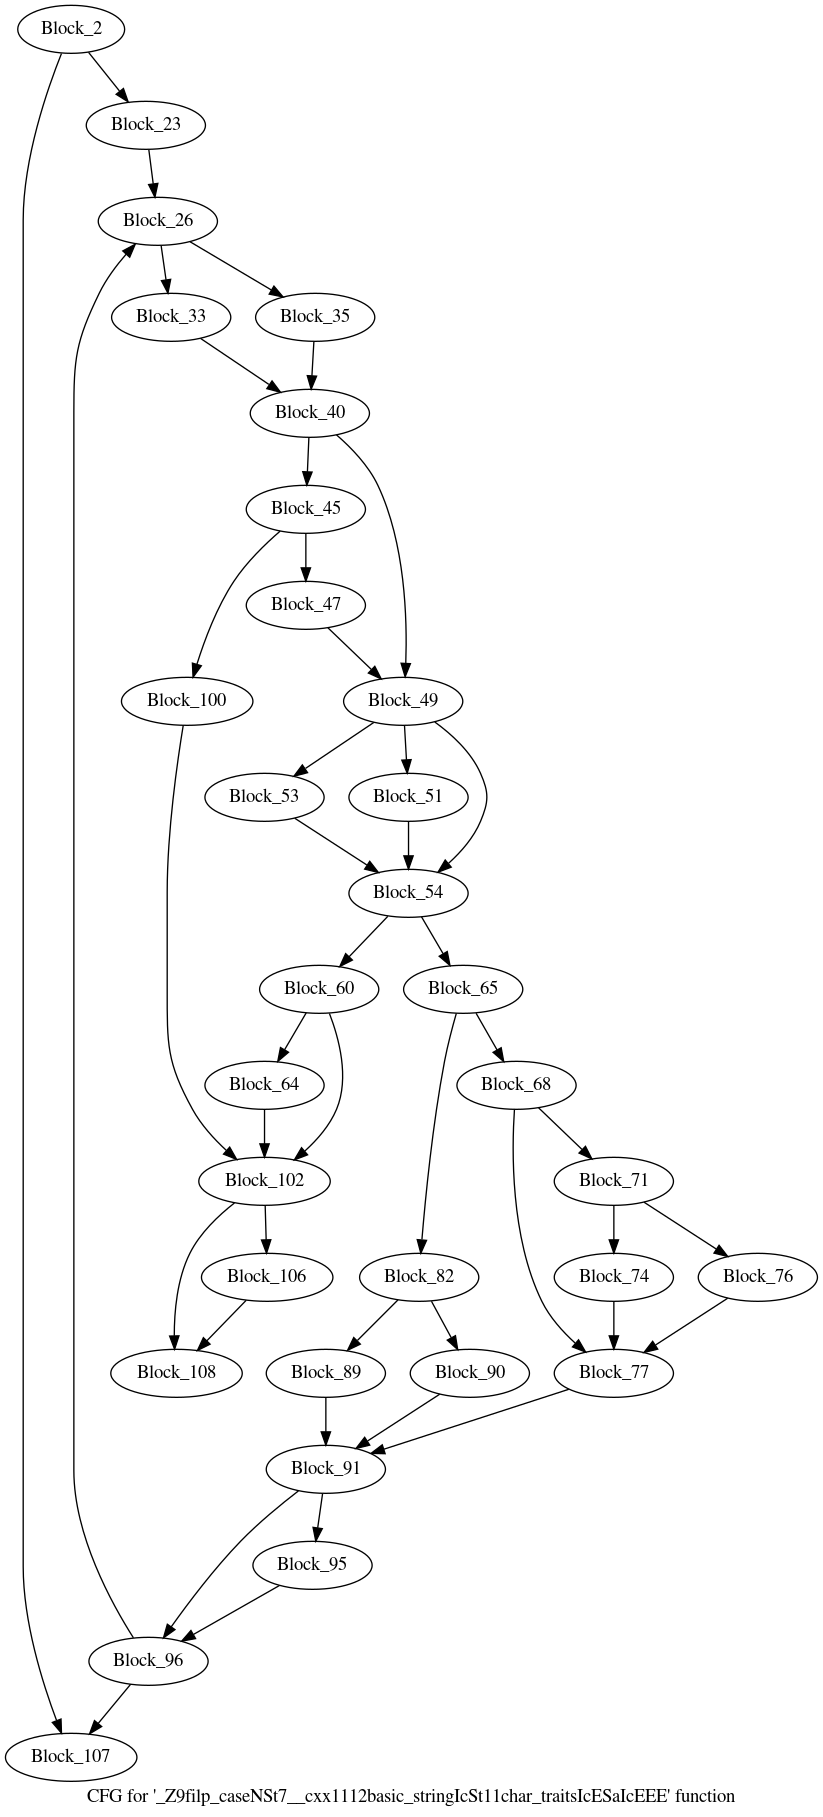 Block_2
Block_23
Block_26
Block_33
Block_35
Block_40
Block_45
Block_47
Block_100
Block_49
Block_53
Block_51
Block_54
Block_60
Block_65
Block_64
Block_68
Block_102
Block_71
Block_106
Block_82
Block_74
Block_76
Block_108
Block_89
Block_90
Block_77
Block_91
Block_95
Block_96
Block_107
CFG for '_Z9filp_caseNSt7__cxx1112basic_stringIcSt11char_traitsIcESaIcEEE' function